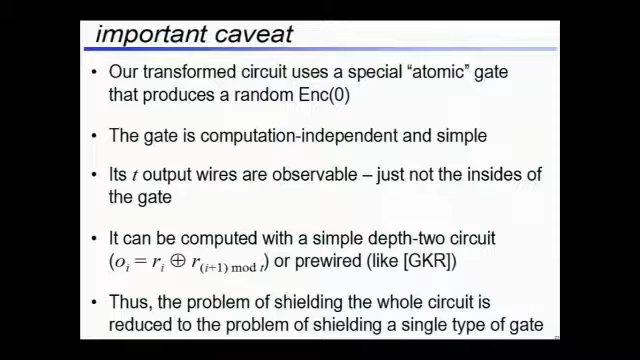 important caveat
• Our transformed circuit uses a special “atomic” gate
that produces a random Enc(0)
• The gate is computation-independent and simple
• Its t output wires are observable – just not the insides of
the gate
• It can be computed with a simple depth-two circuit
(oᵢ = rᵢ ⊕ r₍ᵢ₊₁₎ mod t) or prewired (like [GKR])
• Thus, the problem of shielding the whole circuit is
reduced to the problem of shielding a single type of gate